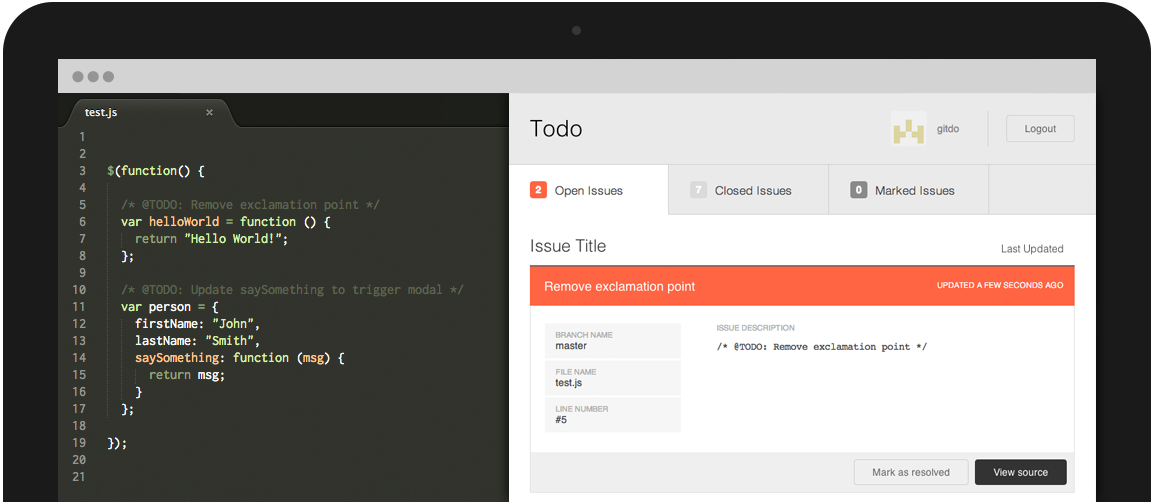 test.js ×
1
2
3 $(function() {
4
5 /* @TODO: Remove exclamation point */
6 var helloWorld = function () {
7 return "Hello World!";
8 };
9
10 /* @TODO: Update saySomething to trigger modal */
11 var person = {
12 firstName: "John",
13 lastName: "Smith",
14 saySomething: function (msg) {
15 return msg;
16 }
17 };
18
19 });
20
21
Todo
gitdo
Logout
2 Open Issues
7 Closed Issues
0 Marked Issues
Issue Title
Last Updated
Remove exclamation point
UPDATED A FEW SECONDS AGO
BRANCH NAME
master
FILE NAME
test.js
LINE NUMBER
#5
ISSUE DESCRIPTION
/* @TODO: Remove exclamation point */
Mark as resolved
View source